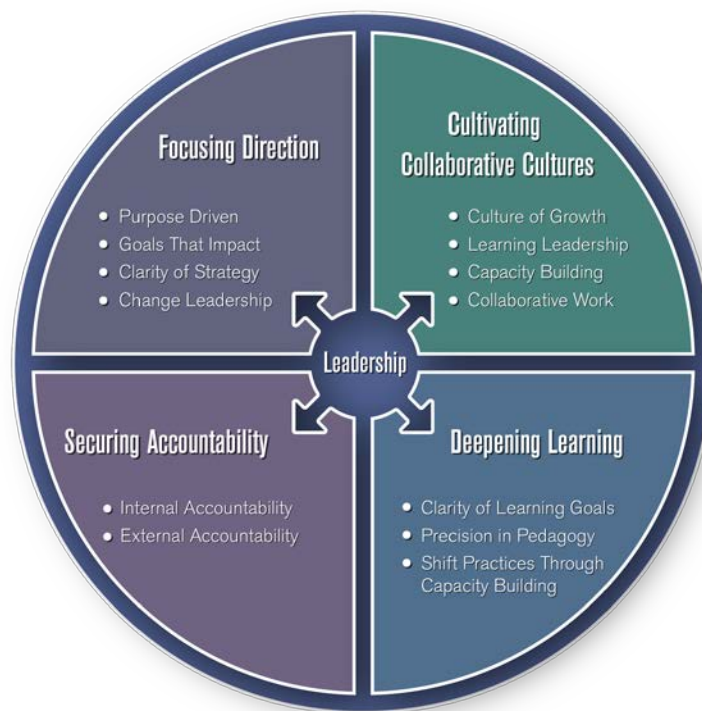 Focusing Direction
• Purpose Driven
• Goals That Impact
• Clarity of Strategy
• Change Leadership
Cultivating
Collaborative Cultures
• Culture of Growth
• Learning Leadership
• Capacity Building
• Collaborative Work
Leadership
Securing Accountability
• Internal Accountability
• External Accountability
Deepening Learning
• Clarity of Learning Goals
• Precision in Pedagogy
• Shift Practices Through
Capacity Building